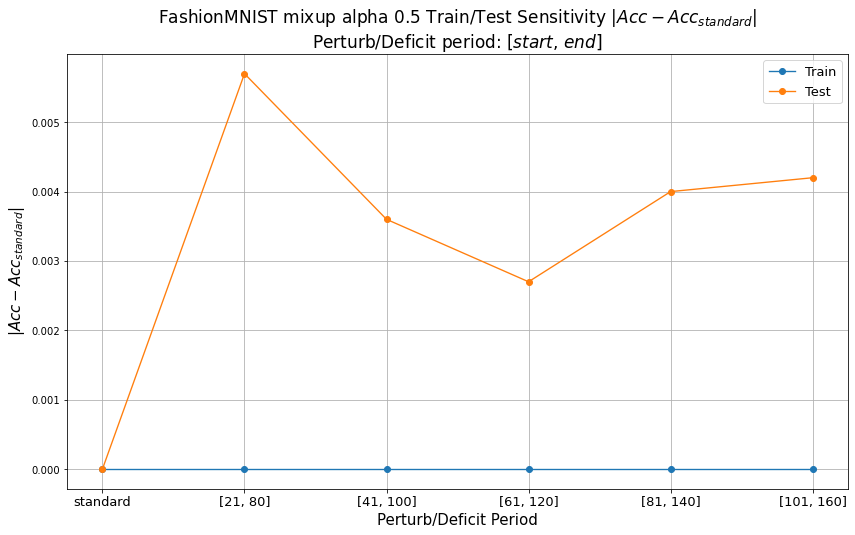 FashionMNIST mixup alpha 0.5 Train/Test Sensitivity |Acc − Acc_standard|
Perturb/Deficit period: [start, end]
Train
Test
|Acc − Acc_standard|
0.005
0.004
0.003
0.002
0.001
0.000
standard [21, 80] [41, 100] [61, 120] [81, 140] [101, 160]
Perturb/Deficit Period